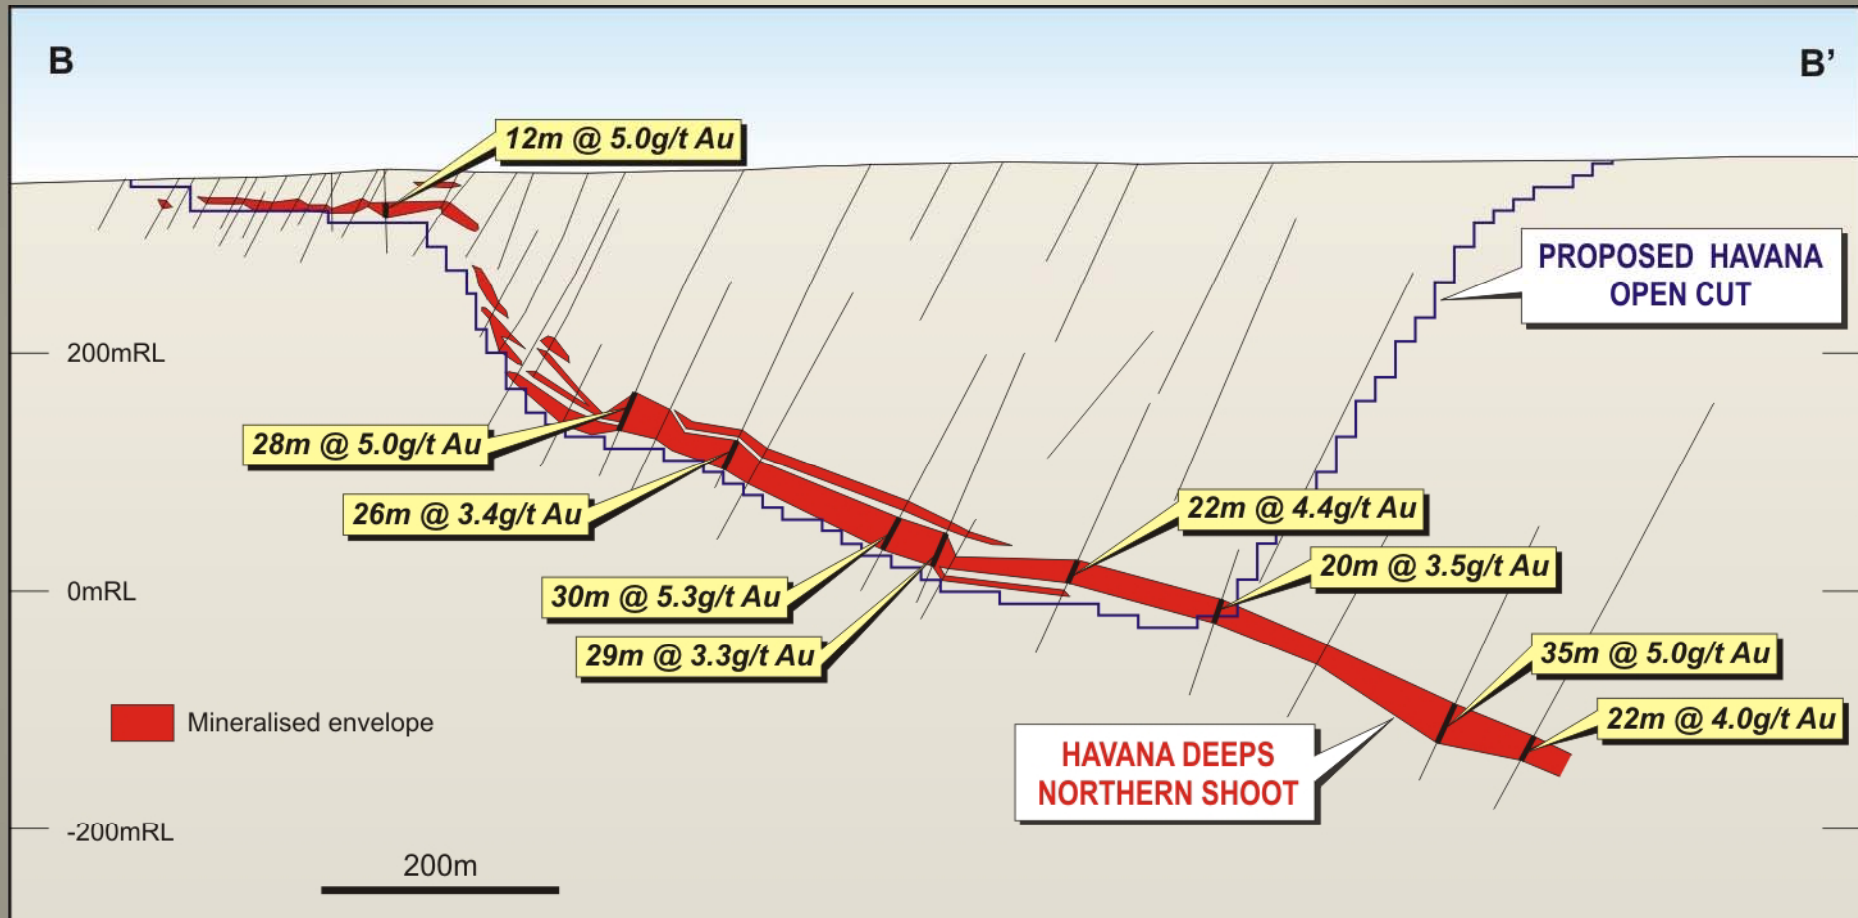 B
B’
12m @ 5.0g/t Au
PROPOSED HAVANA
OPEN CUT
200mRL
28m @ 5.0g/t Au
26m @ 3.4g/t Au
22m @ 4.4g/t Au
20m @ 3.5g/t Au
0mRL
30m @ 5.3g/t Au
29m @ 3.3g/t Au
35m @ 5.0g/t Au
22m @ 4.0g/t Au
Mineralised envelope
HAVANA DEEPS
NORTHERN SHOOT
-200mRL
200m